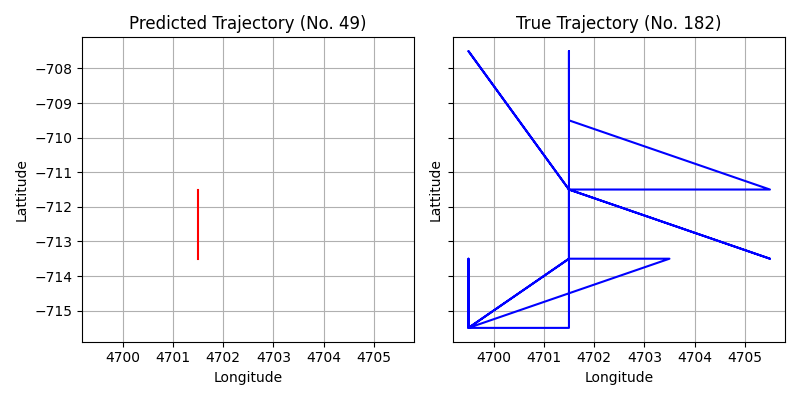 Predicted Trajectory (No. 49)
True Trajectory (No. 182)
Lattitude
−708
−709
−710
−711
−712
−713
−714
−715
4700 4701 4702 4703 4704 4705
Longitude
Lattitude
4700 4701 4702 4703 4704 4705
Longitude